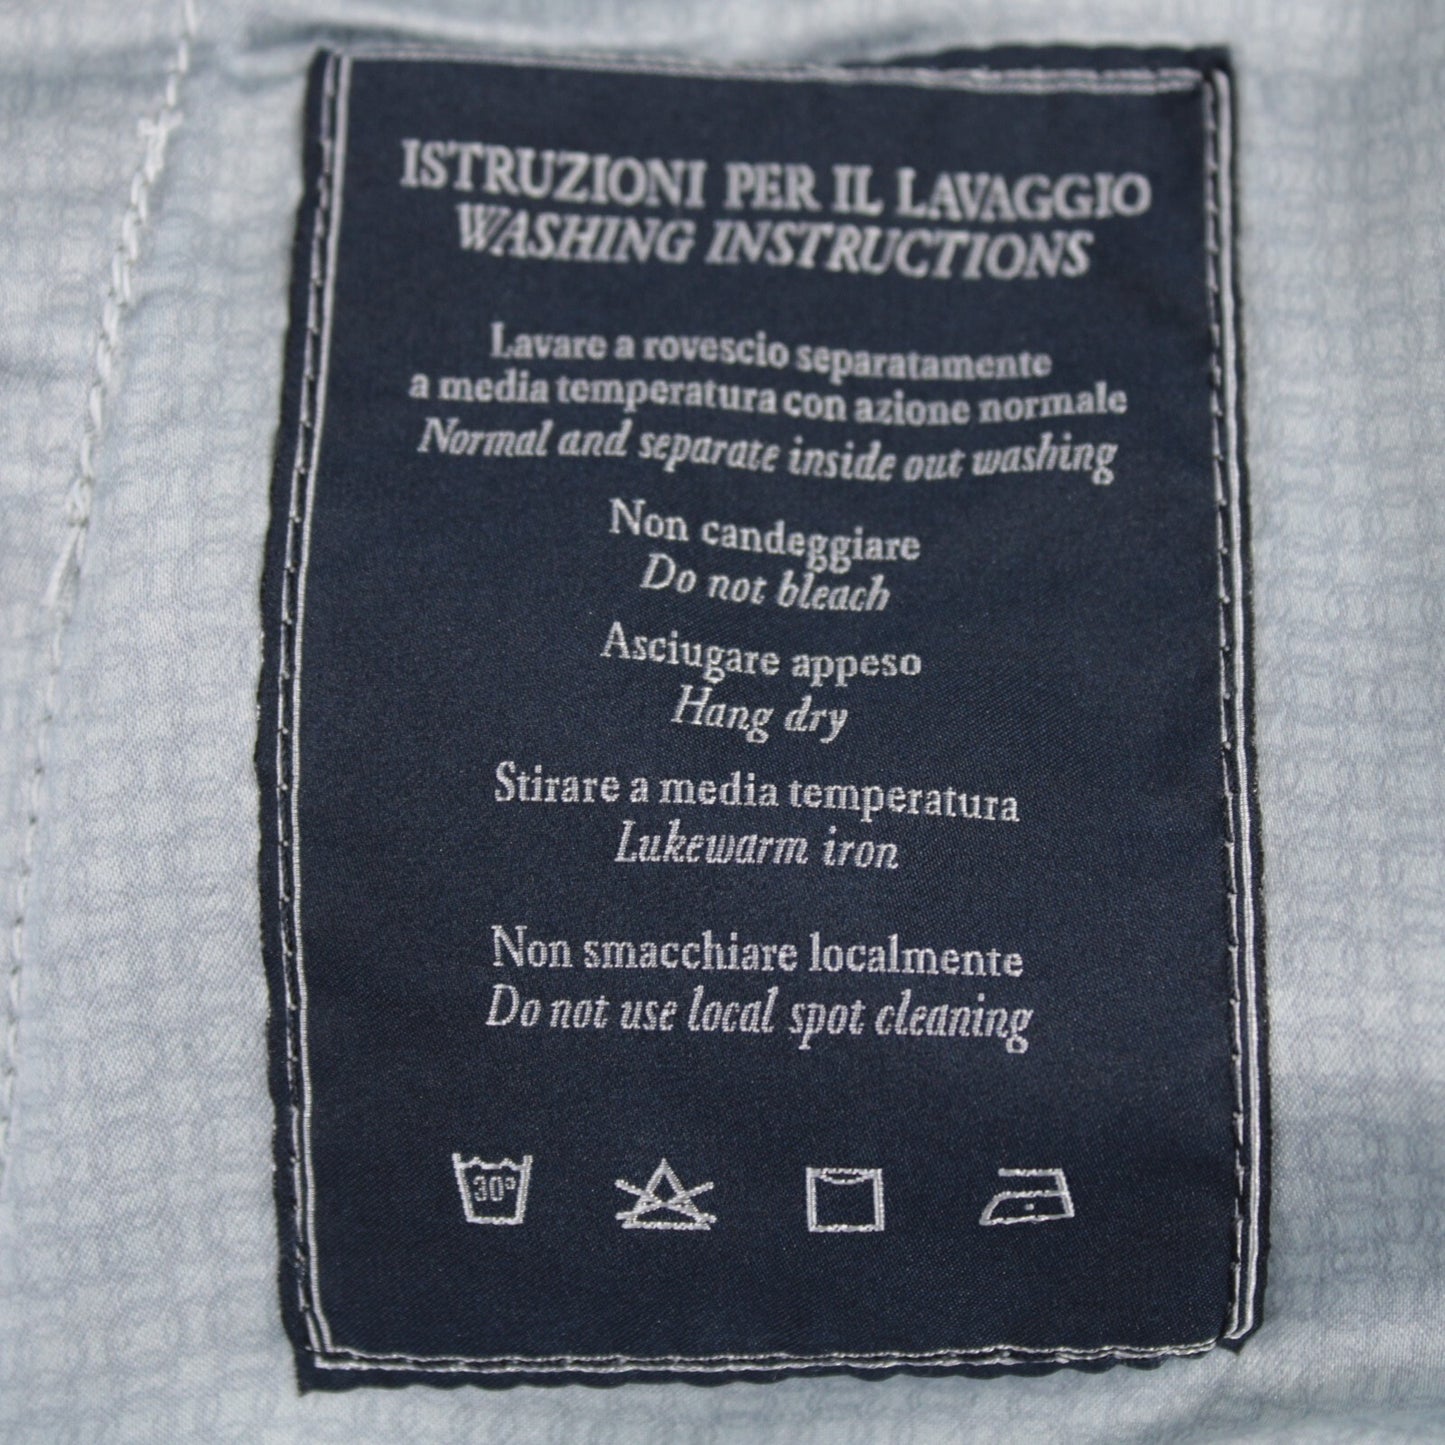 ISTRUZIONI PER IL LAVAGGIO
WASHING INSTRUCTIONS
Lavare a rovescio separatamente
a media temperatura con azione normale
Normal and separate inside out washing
Non candeggiare
Do not bleach
Asciugare appeso
Hang dry
Stirare a media temperatura
Lukewarm iron
Non smacchiare localmente
Do not use local spot cleaning
30°